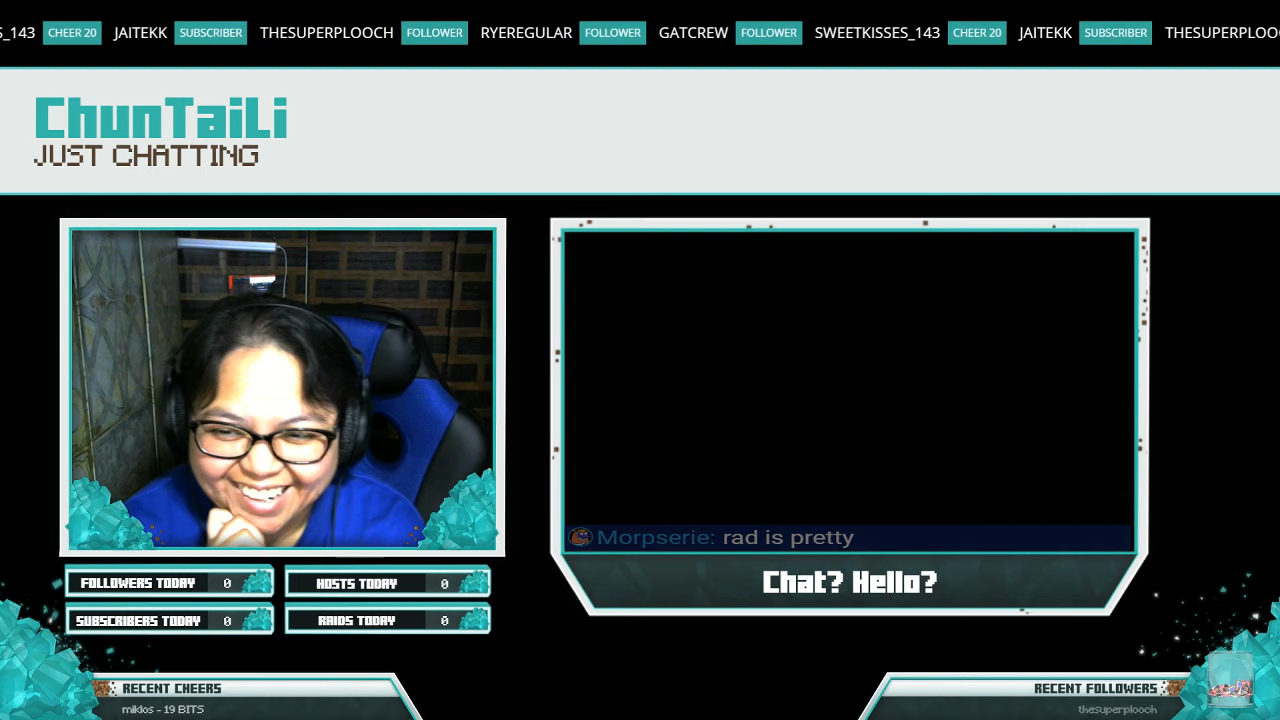 S_143 CHEER 20 JAITEKK SUBSCRIBER THESUPERPLOOCH FOLLOWER RYEREGULAR FOLLOWER GATCREW FOLLOWER SWEETKISSES_143 CHEER 20 JAITEKK SUBSCRIBER THESUPERPLOO
ChunTaiLi
JUST CHATTING
Morpserie: rad is pretty
Chat? Hello?
FOLLOWERS TODAY 0
HOSTS TODAY 0
SUBSCRIBERS TODAY 0
RAIDS TODAY 0
RECENT CHEERS
miklos - 19 BITS
RECENT FOLLOWERS
thesuperplooch